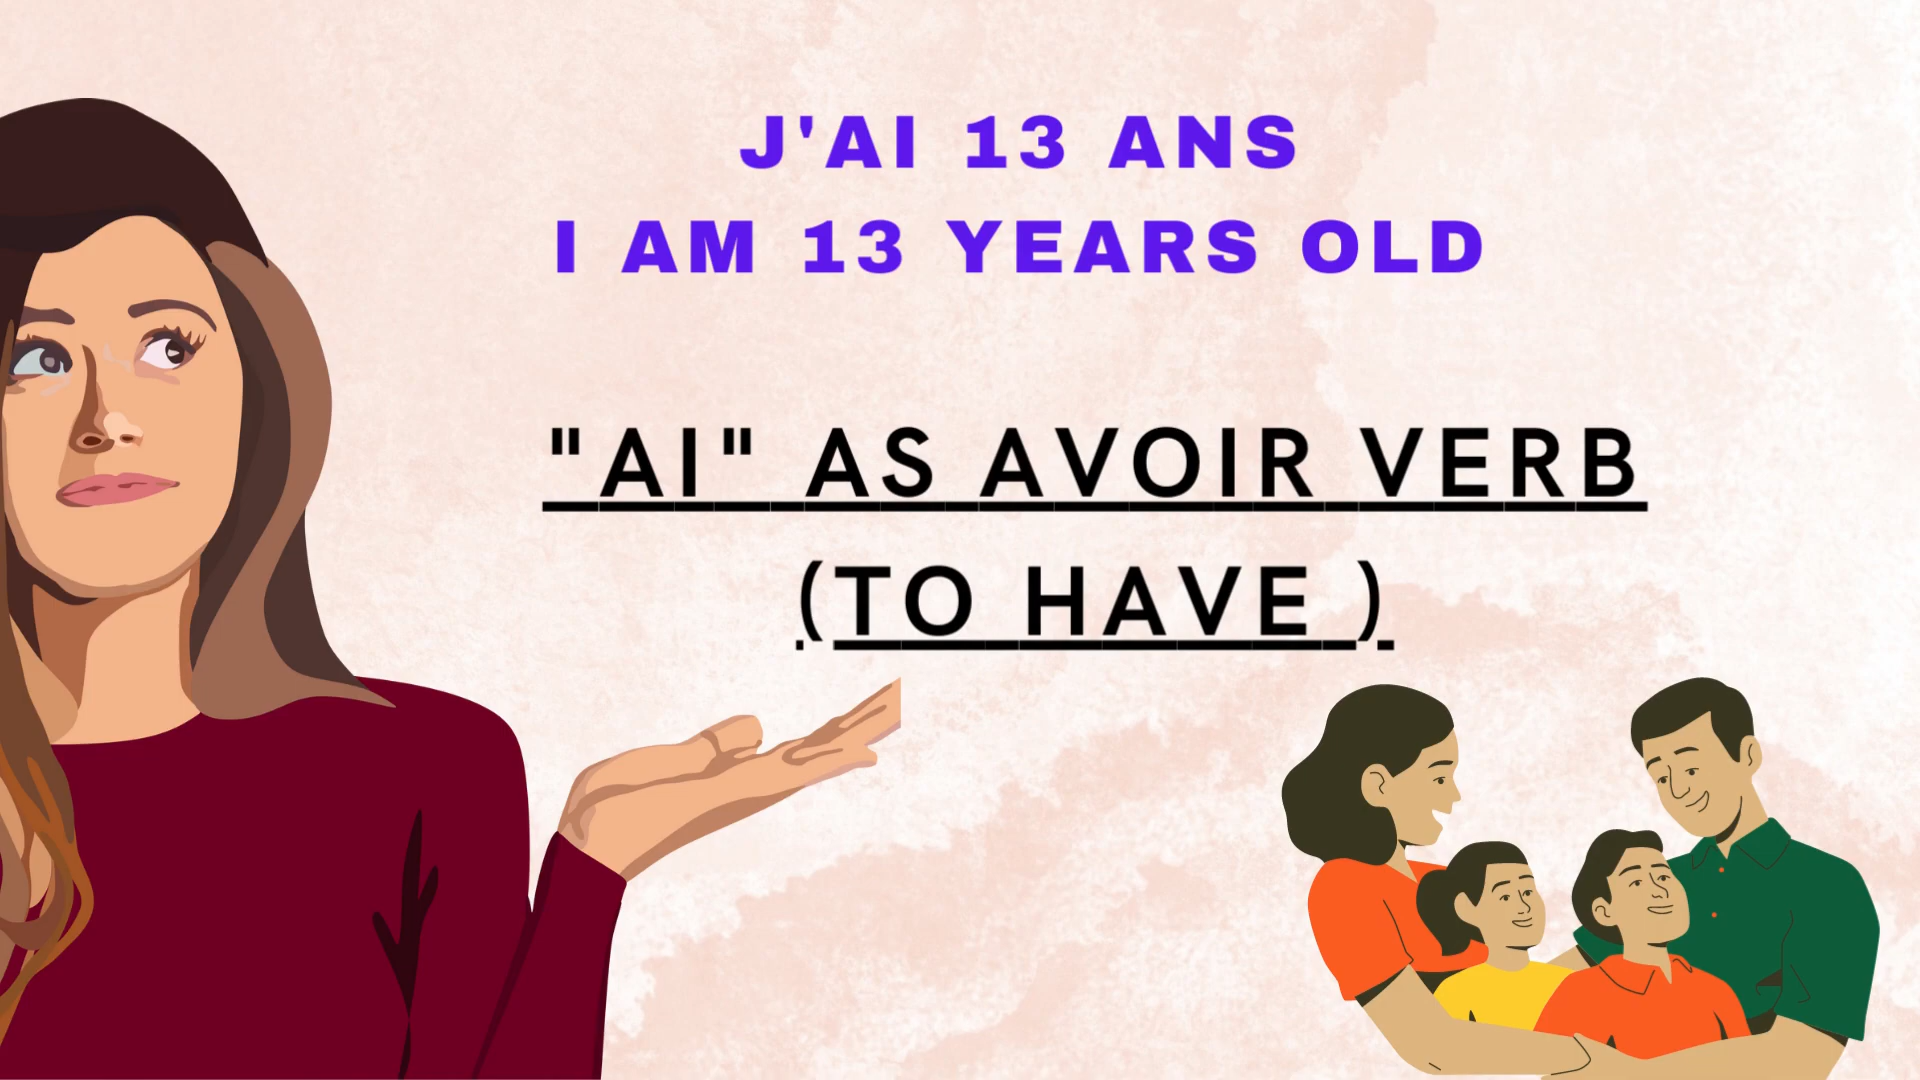 J'AI 13 ANS
I AM 13 YEARS OLD
"AI" AS AVOIR VERB
(TO HAVE )